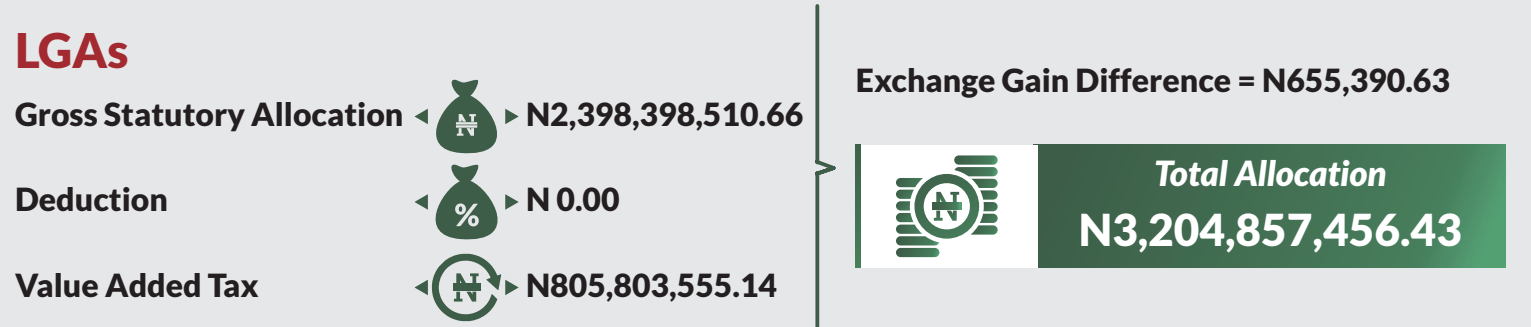 LGAs
Gross Statutory Allocation N2,398,398,510.66
Deduction % N 0.00
Value Added Tax N805,803,555.14
Exchange Gain Difference = N655,390.63
Total Allocation
N3,204,857,456.43